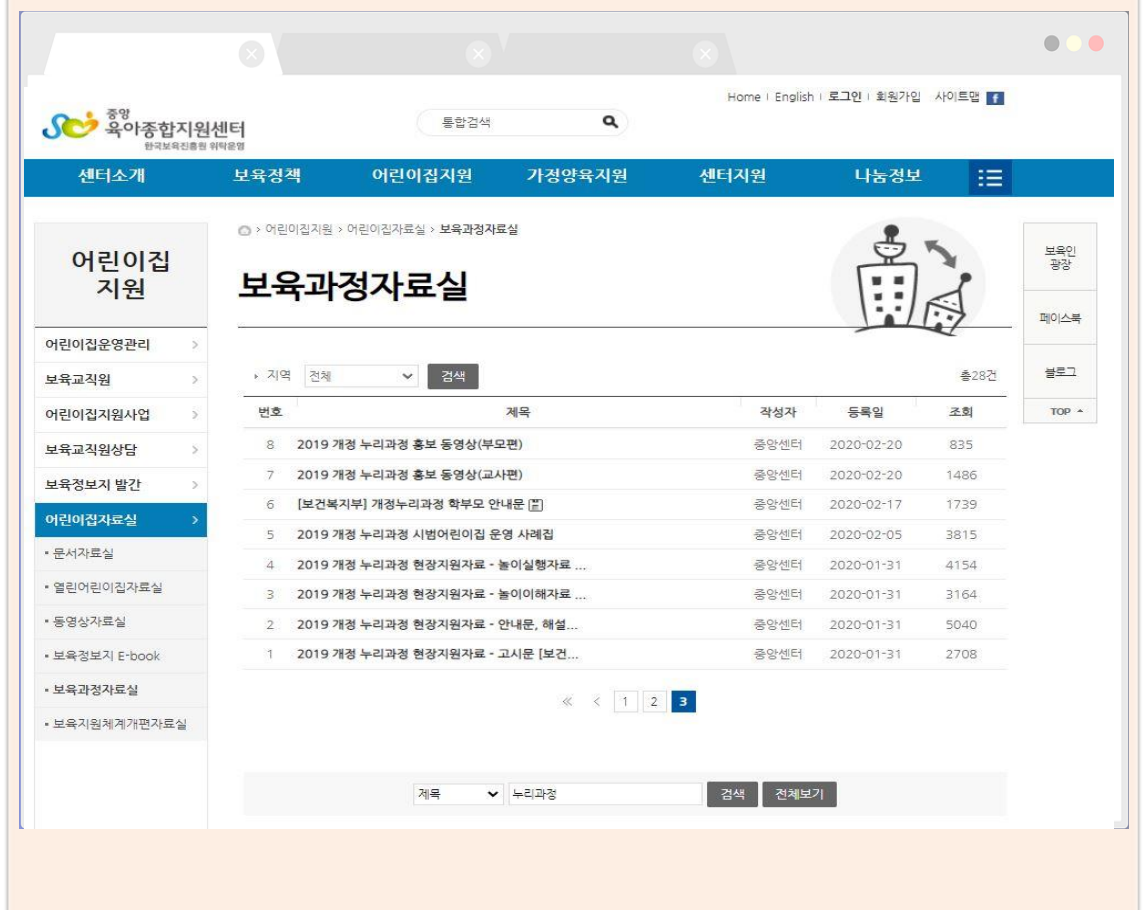 Home | English | 로그인 | 회원가입 사이트맵
중앙
육아종합지원센터
한국보육진흥원 위탁운영
통합검색
센터소개 보육정책 어린이집지원 가정양육지원 센터지원 나눔정보
어린이집
지원
어린이집운영관리
보육교직원
어린이집지원사업
보육교직원상담
보육정보지 발간
어린이집자료실
문서자료실
열린어린이집자료실
동영상자료실
보육정보지 E-book
보육과정자료실
보육지원체계개편자료실
> 어린이집지원 > 어린이집자료실 > 보육과정자료실
보육과정자료실
지역 전체 검색 총28건
번호 제목 작성자 등록일 조회
8 2019 개정 누리과정 홍보 동영상(부모편) 중앙센터 2020-02-20 835
7 2019 개정 누리과정 홍보 동영상(교사편) 중앙센터 2020-02-20 1486
6 [보건복지부] 개정누리과정 학부모 안내문 중앙센터 2020-02-17 1739
5 2019 개정 누리과정 시범어린이집 운영 사례집 중앙센터 2020-02-05 3815
4 2019 개정 누리과정 현장지원자료 - 놀이실행자료 ... 중앙센터 2020-01-31 4154
3 2019 개정 누리과정 현장지원자료 - 놀이이해자료 ... 중앙센터 2020-01-31 3164
2 2019 개정 누리과정 현장지원자료 - 안내문, 해설... 중앙센터 2020-01-31 5040
1 2019 개정 누리과정 현장지원자료 - 고시문 [보건... 중앙센터 2020-01-31 2708
« < 1 2 3
제목 누리과정 검색 전체보기
보육인
광장
페이스북
블로그
TOP